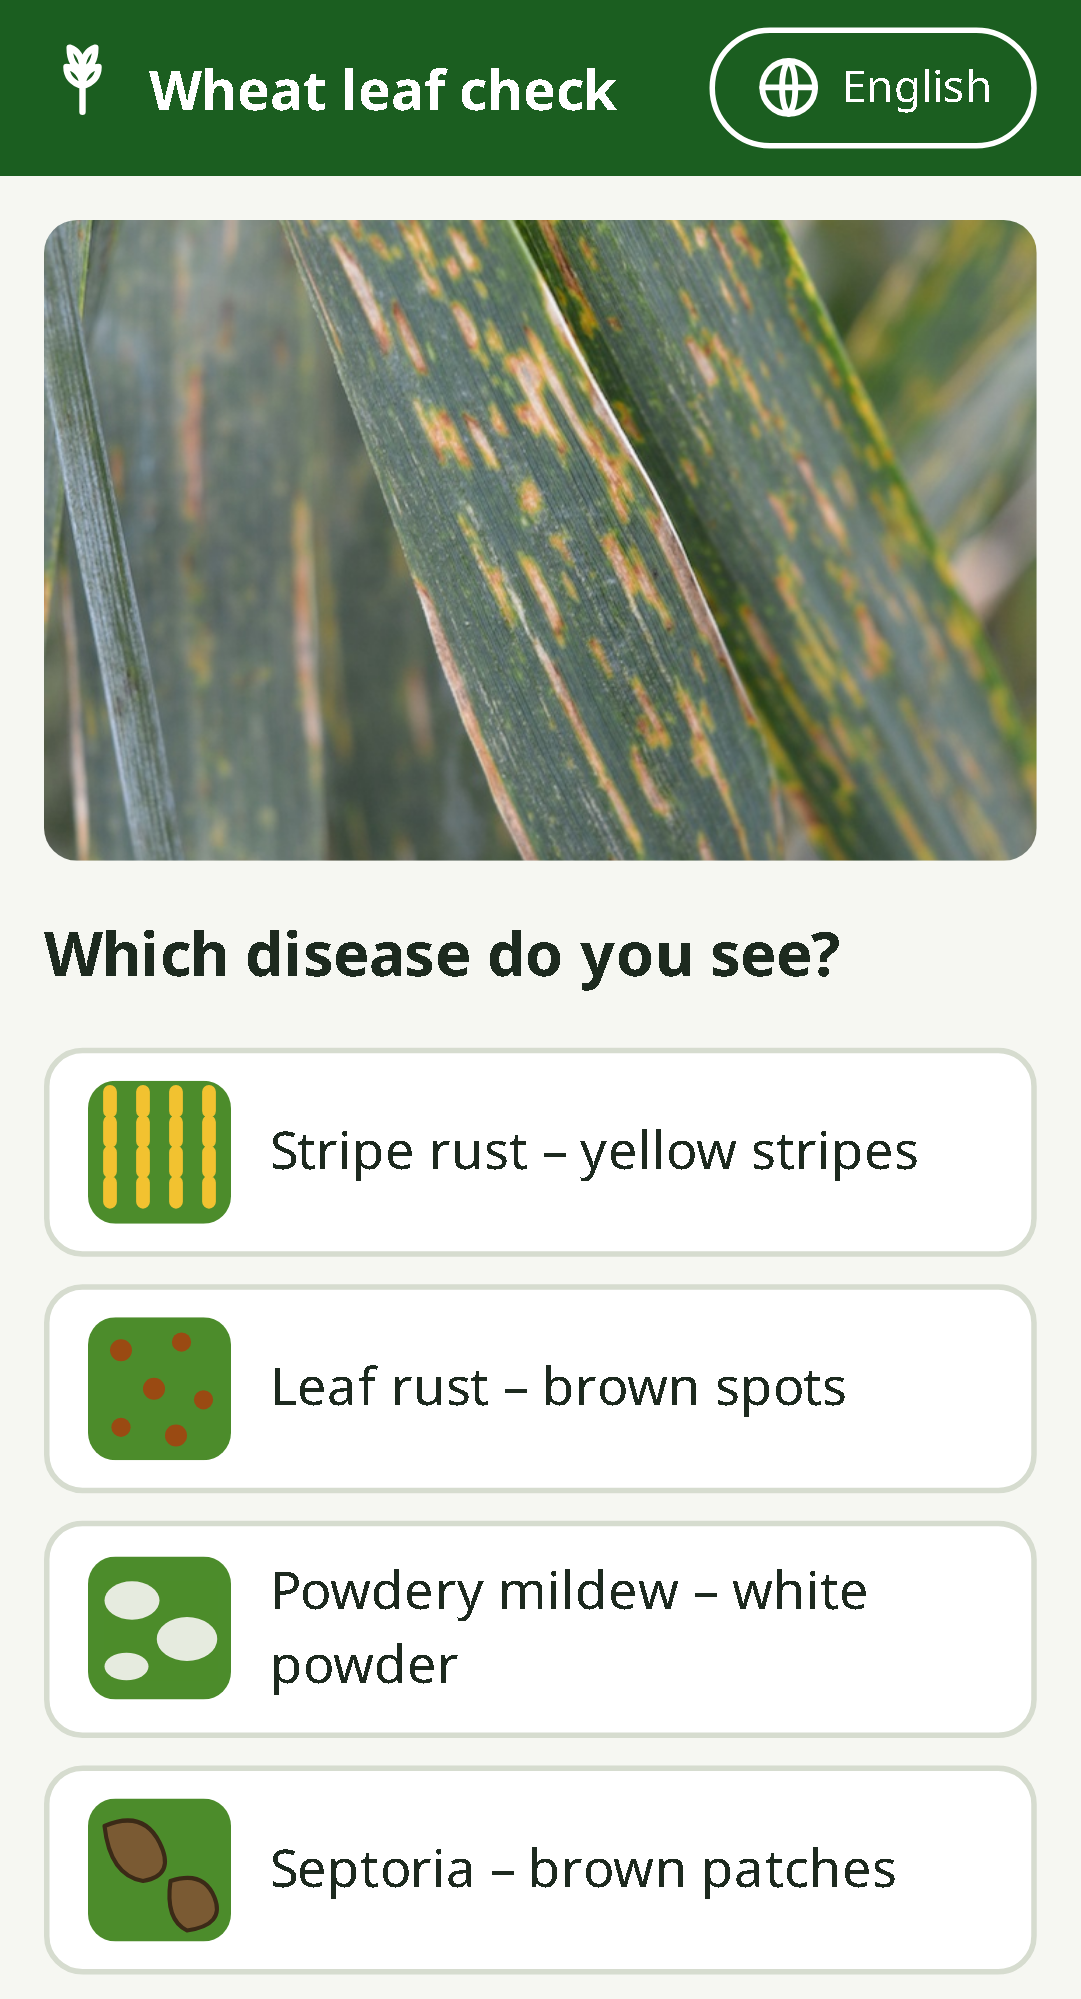 Wheat leaf check
English
Which disease do you see?
Stripe rust – yellow stripes
Leaf rust – brown spots
Powdery mildew – white
powder
Septoria – brown patches